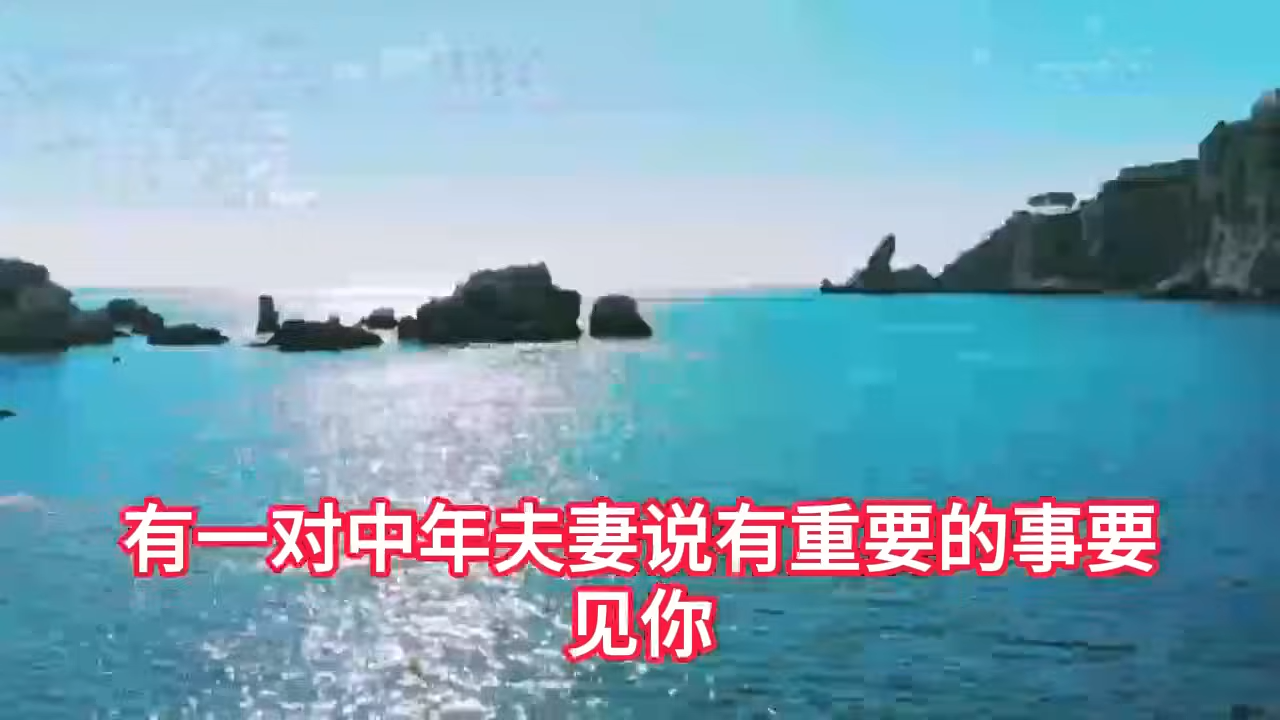 有一对中年夫妻说有重要的事要
见你